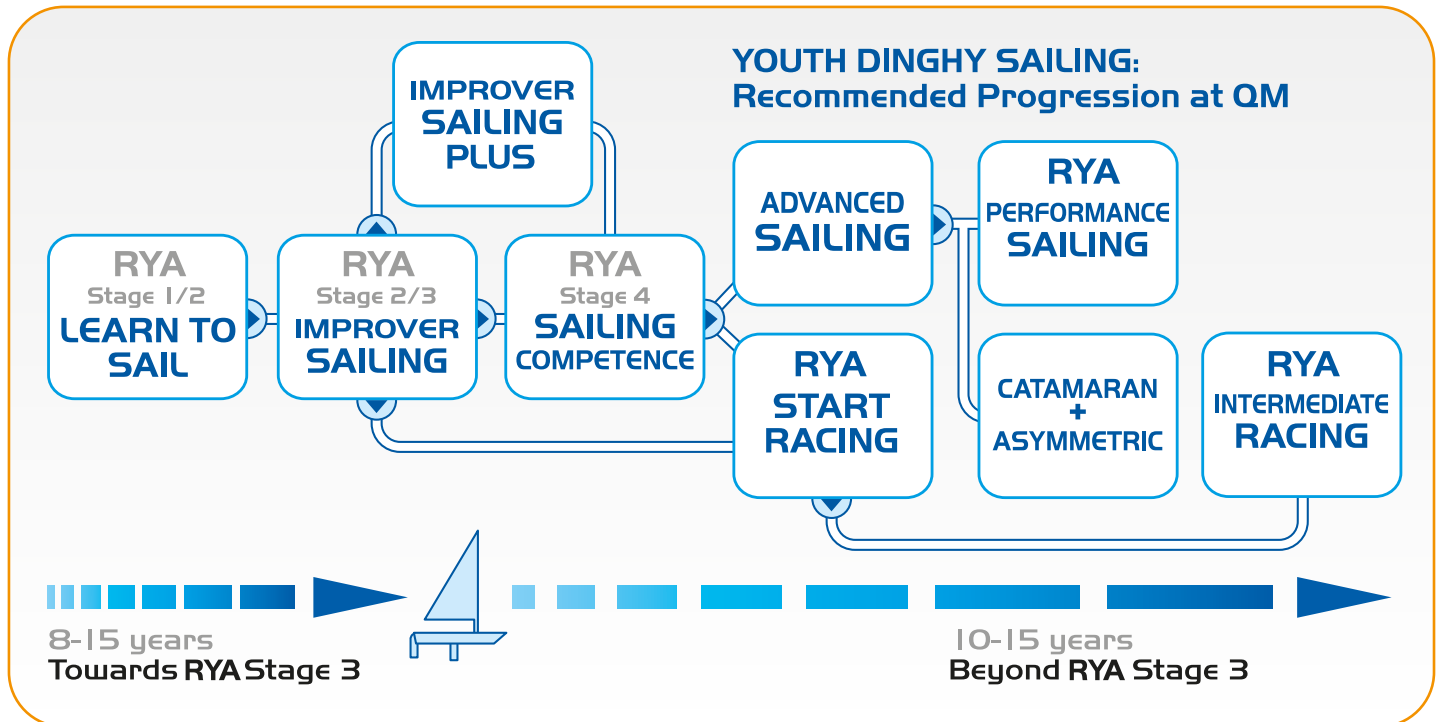 YOUTH DINGHY SAILING:
Recommended Progression at QM
IMPROVER
SAILING
PLUS
RYA
Stage 1/2
LEARN TO
SAIL
RYA
Stage 2/3
IMPROVER
SAILING
RYA
Stage 4
SAILING
COMPETENCE
ADVANCED
SAILING
RYA
PERFORMANCE
SAILING
RYA
START
RACING
CATAMARAN
+
ASYMMETRIC
RYA
INTERMEDIATE
RACING
8-15 years
Towards RYA Stage 3
10-15 years
Beyond RYA Stage 3